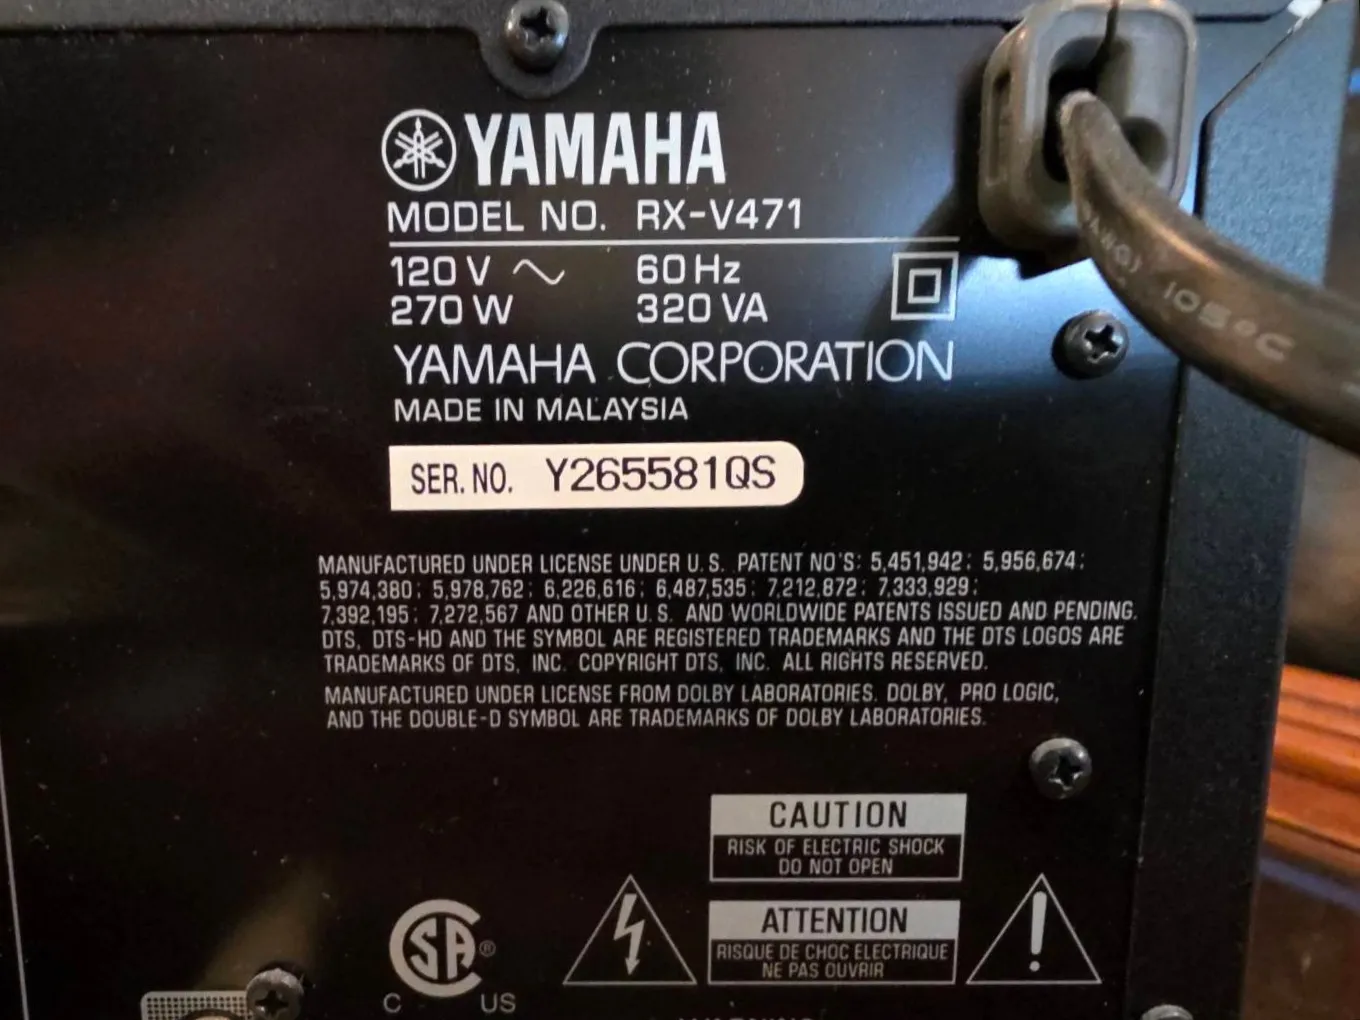 YAMAHA
MODEL NO. RX-V471
120 V 60 Hz
270 W 320 VA
YAMAHA CORPORATION
MADE IN MALAYSIA
SER. NO. Y265581QS
MANUFACTURED UNDER LICENSE UNDER U.S. PATENT NO'S: 5,451,942; 5,956,674;
5,974,380; 5,978,762; 6,226,616; 6,487,535; 7,212,872; 7,333,929;
7,392,195; 7,272,567 AND OTHER U.S. AND WORLDWIDE PATENTS ISSUED AND PENDING.
DTS, DTS-HD AND THE SYMBOL ARE REGISTERED TRADEMARKS AND THE DTS LOGOS ARE
TRADEMARKS OF DTS, INC. COPYRIGHT DTS, INC. ALL RIGHTS RESERVED.
MANUFACTURED UNDER LICENSE FROM DOLBY LABORATORIES. DOLBY, PRO LOGIC,
AND THE DOUBLE-D SYMBOL ARE TRADEMARKS OF DOLBY LABORATORIES.
CAUTION
RISK OF ELECTRIC SHOCK
DO NOT OPEN
ATTENTION
RISQUE DE CHOC ELECTRIQUE
NE PAS OUVRIR
CSA®
C US
105°C